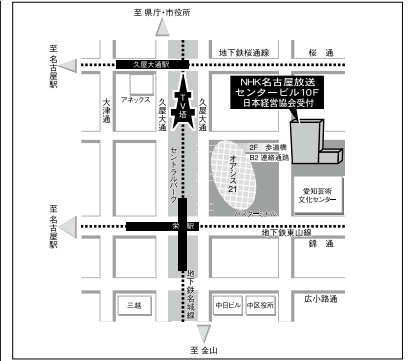 至 県庁・市役所
至 名古屋駅
地下鉄桜通線
桜 通
久屋大通駅
アネックス
TV塔
NHK名古屋放送
センタービル10F
日本経営協会受付
大津通
久屋大通
久屋大通
セントラルパーク
オアシス21
2F 歩道橋
B2 連絡通路
愛知芸術
文化センター
バスターミナル
至 名古屋駅
栄 駅
地下鉄東山線
錦 通
地下鉄名城線
三越
中日ビル
中区役所
広小路通
至 金山